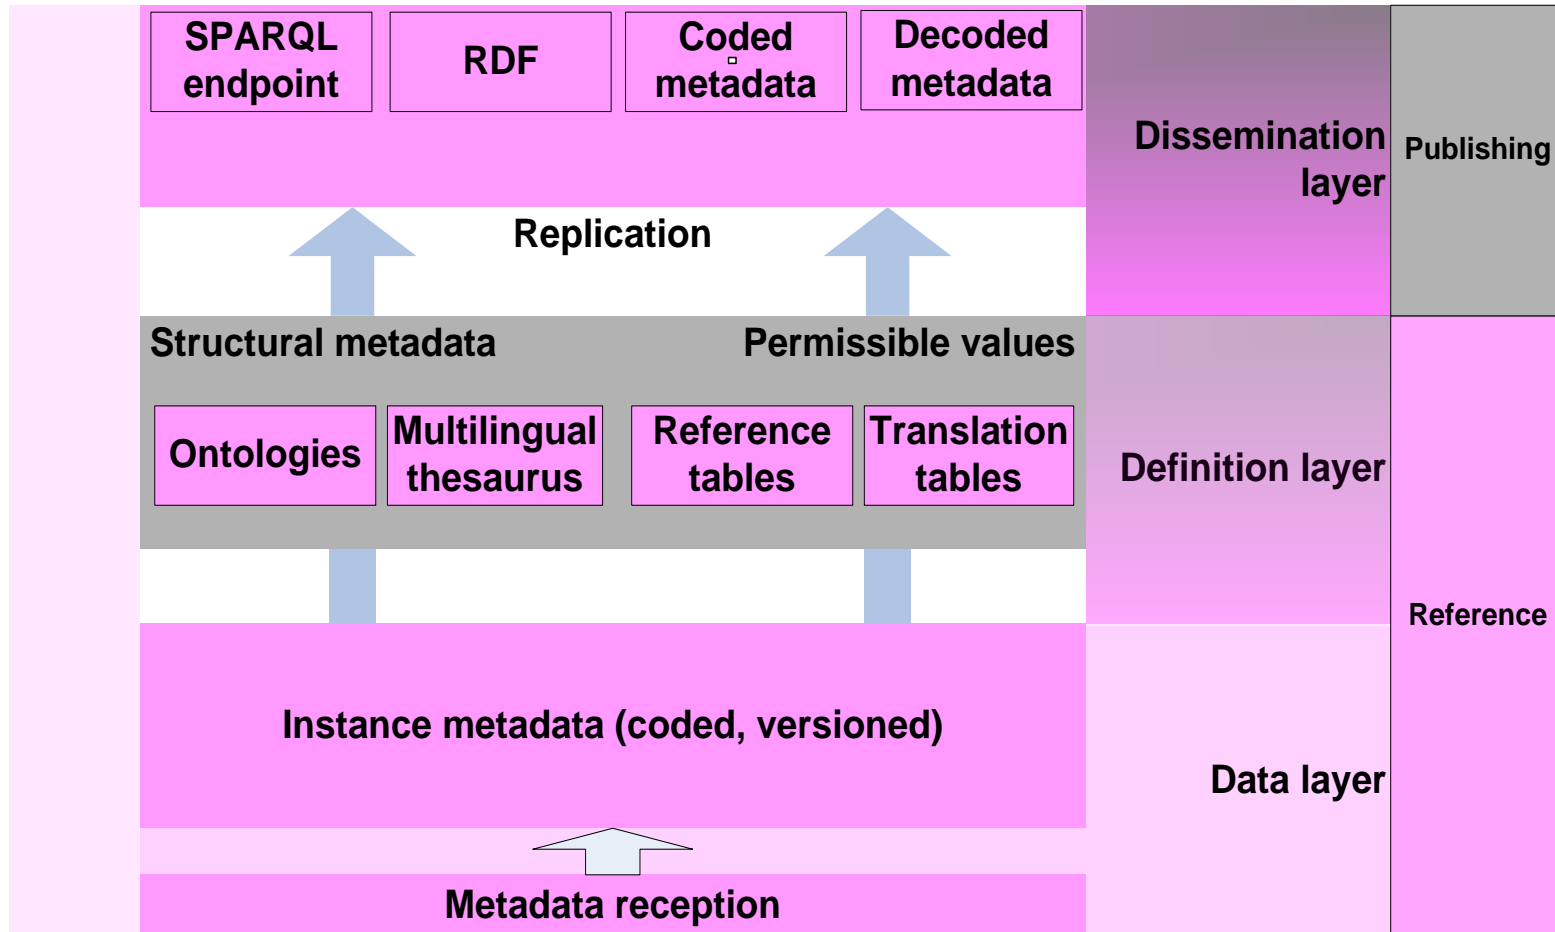 SPARQL
endpoint
RDF
Coded
metadata
Decoded
metadata
Dissemination
layer
Publishing
Replication
Structural metadata
Permissible values
Ontologies
Multilingual
thesaurus
Reference
tables
Translation
tables
Definition layer
Reference
Instance metadata (coded, versioned)
Data layer
Metadata reception